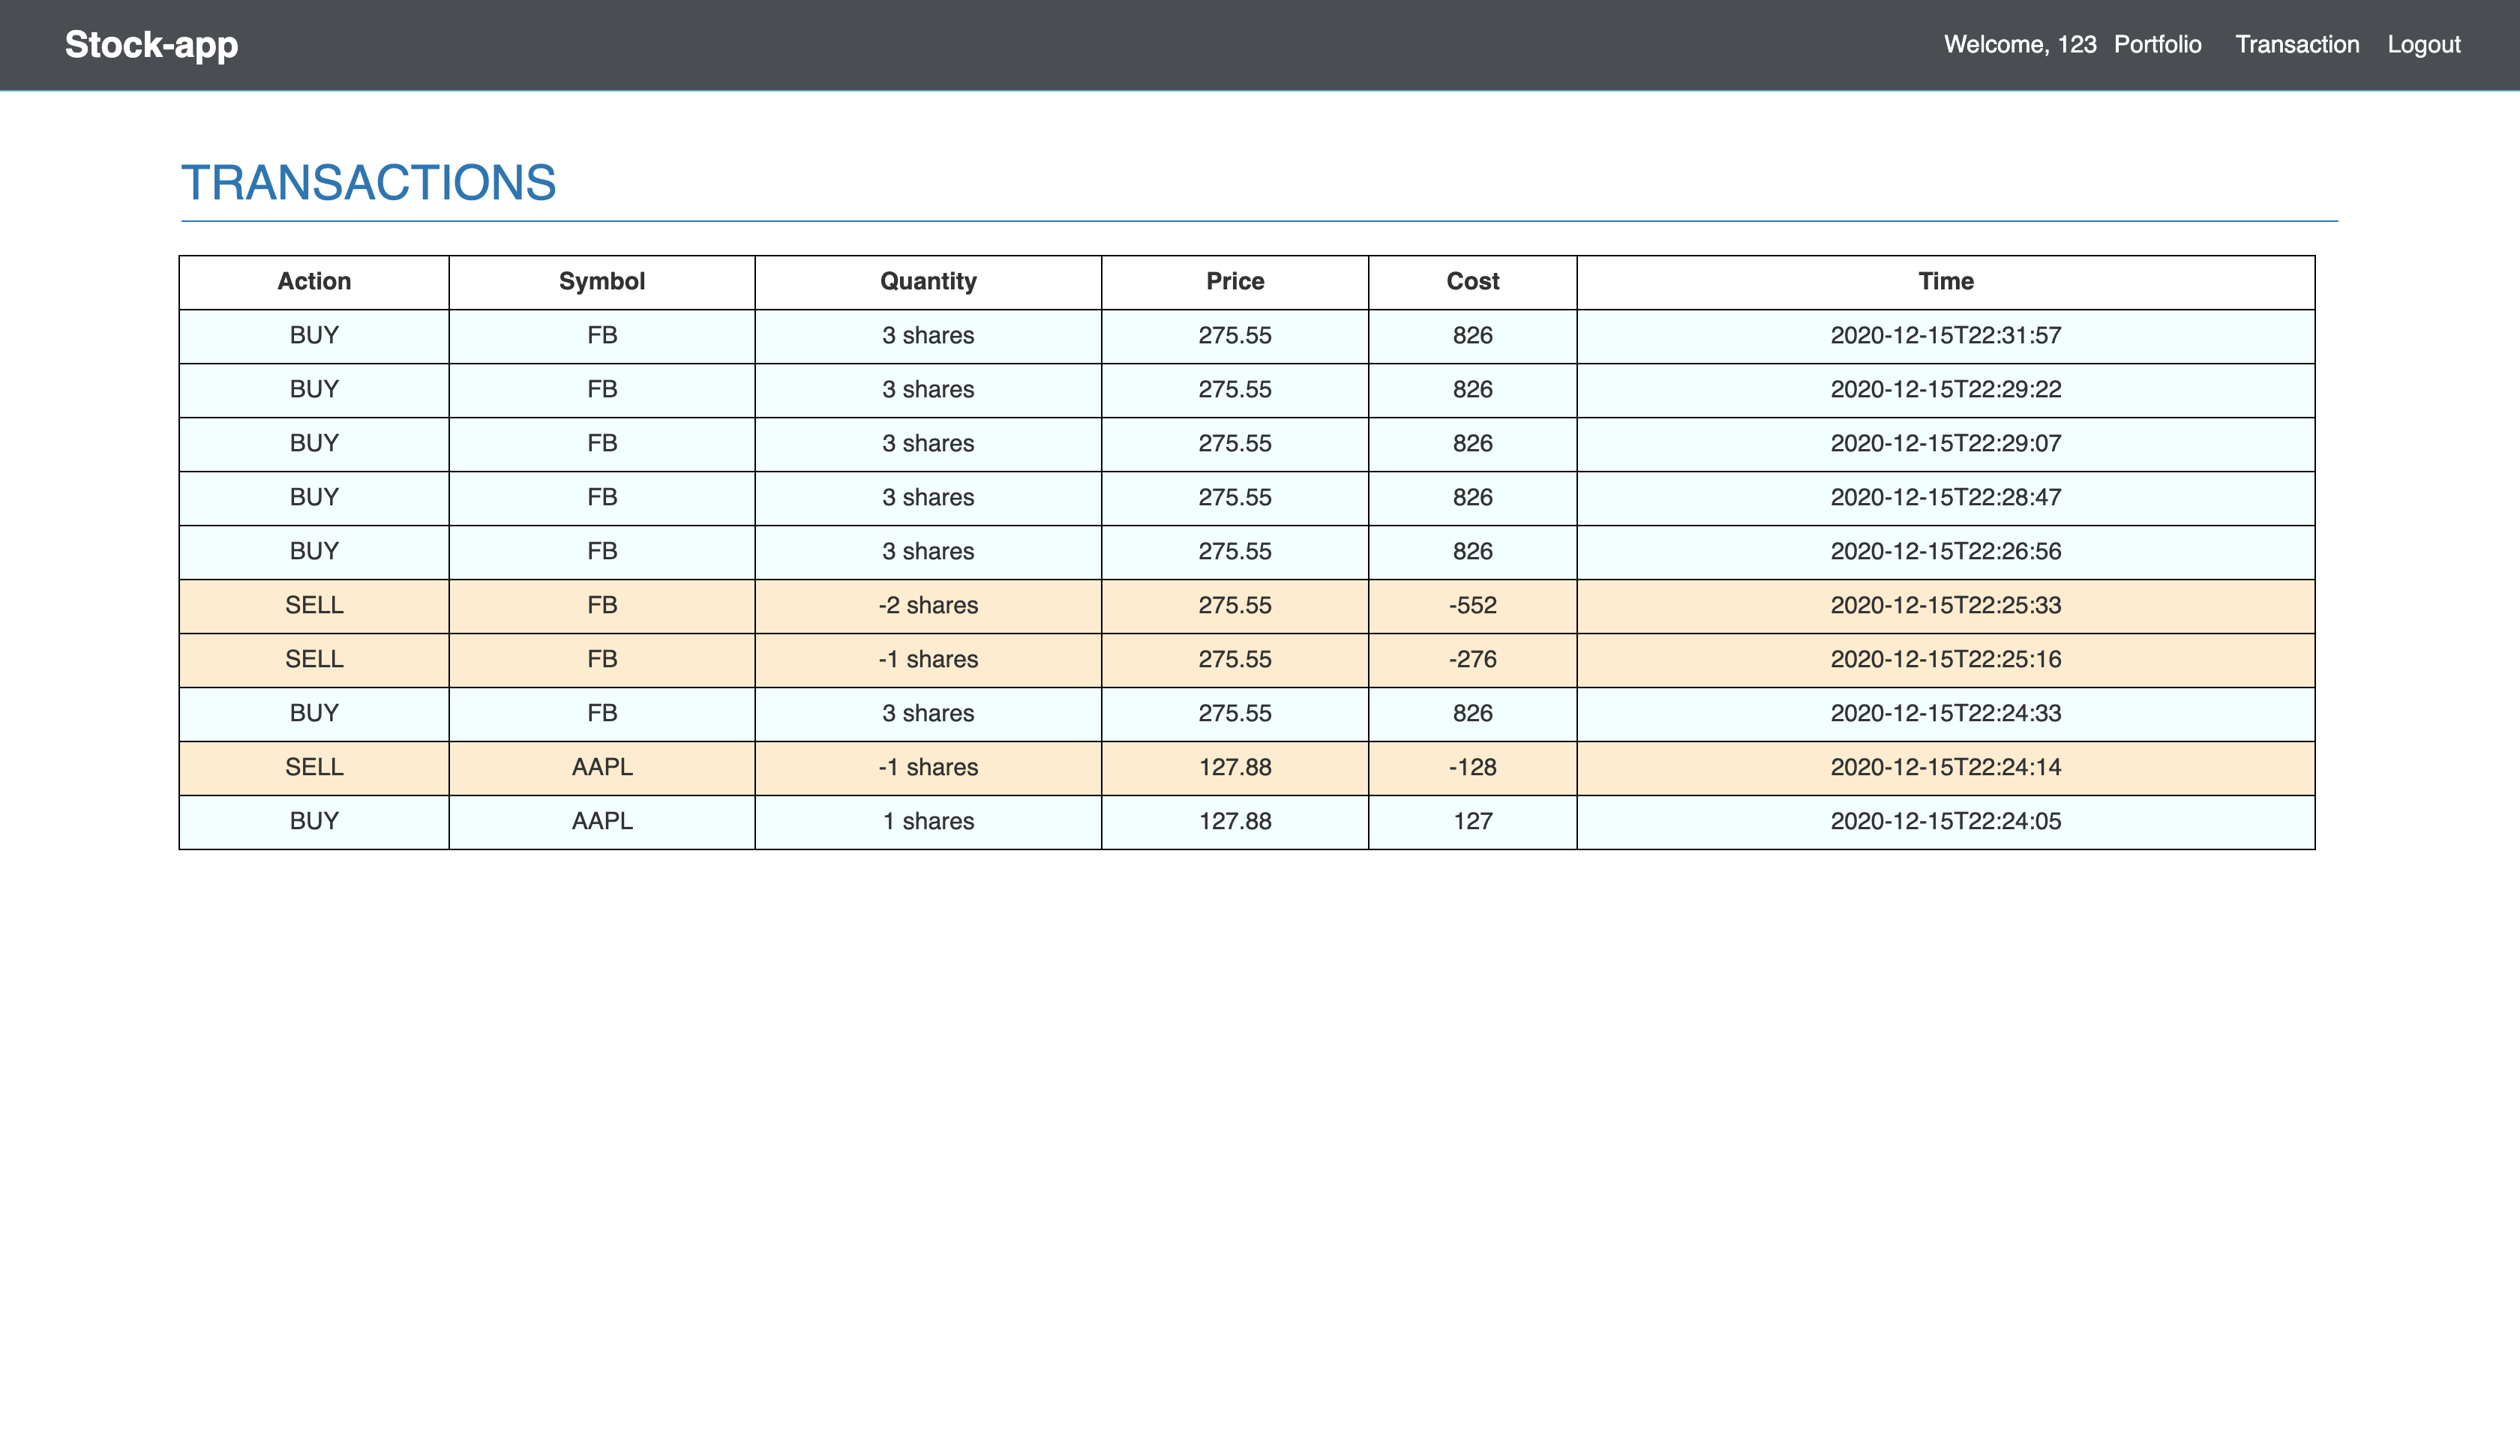 Stock-app Welcome, 123 Portfolio Transaction Logout
TRANSACTIONS
Action Symbol Quantity Price Cost Time
BUY FB 3 shares 275.55 826 2020-12-15T22:31:57
BUY FB 3 shares 275.55 826 2020-12-15T22:29:22
BUY FB 3 shares 275.55 826 2020-12-15T22:29:07
BUY FB 3 shares 275.55 826 2020-12-15T22:28:47
BUY FB 3 shares 275.55 826 2020-12-15T22:26:56
SELL FB -2 shares 275.55 -552 2020-12-15T22:25:33
SELL FB -1 shares 275.55 -276 2020-12-15T22:25:16
BUY FB 3 shares 275.55 826 2020-12-15T22:24:33
SELL AAPL -1 shares 127.88 -128 2020-12-15T22:24:14
BUY AAPL 1 shares 127.88 127 2020-12-15T22:24:05